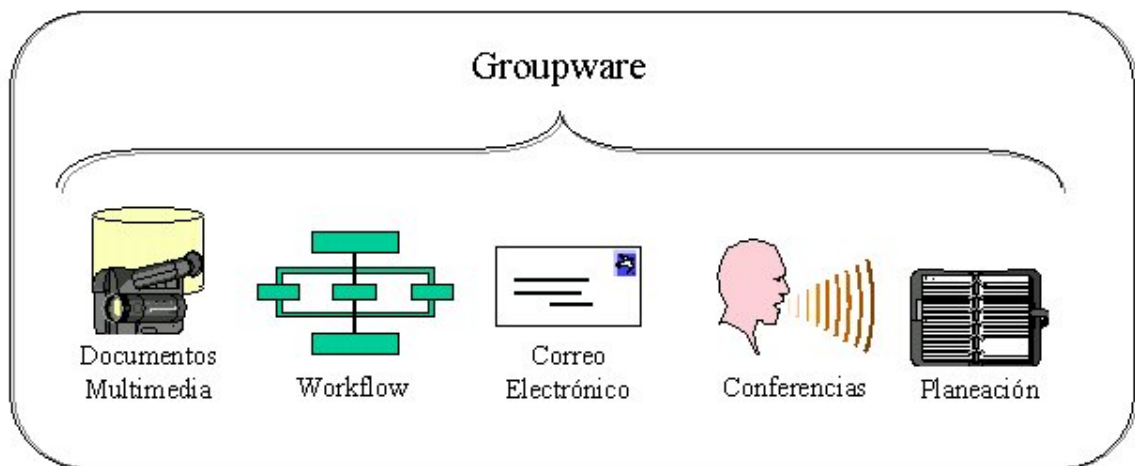 Groupware
Documentos
Multimedia
Workflow
Correo
Electrónico
Conferencias
Planeación